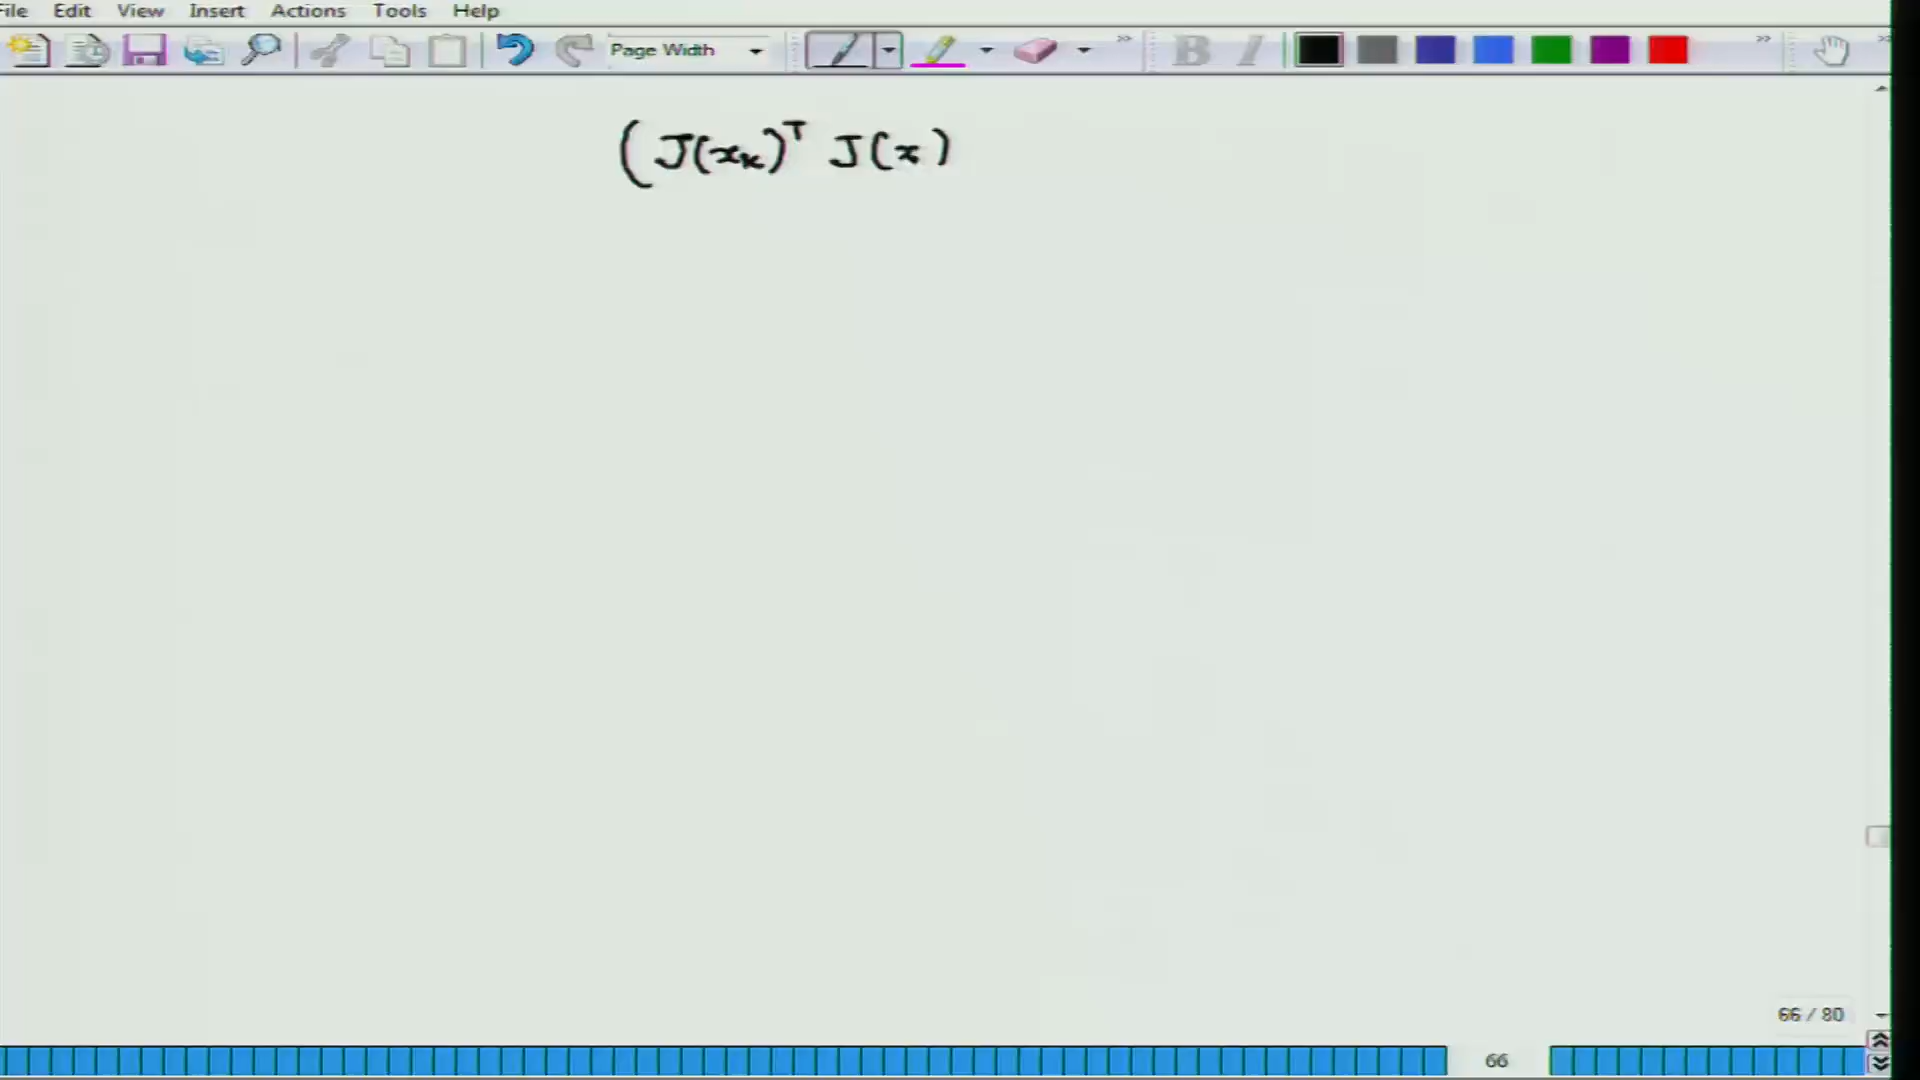 File Edit View Insert Actions Tools Help
Page Width B I
(J(xₖ)ᵀ J(x)
66 / 80
66